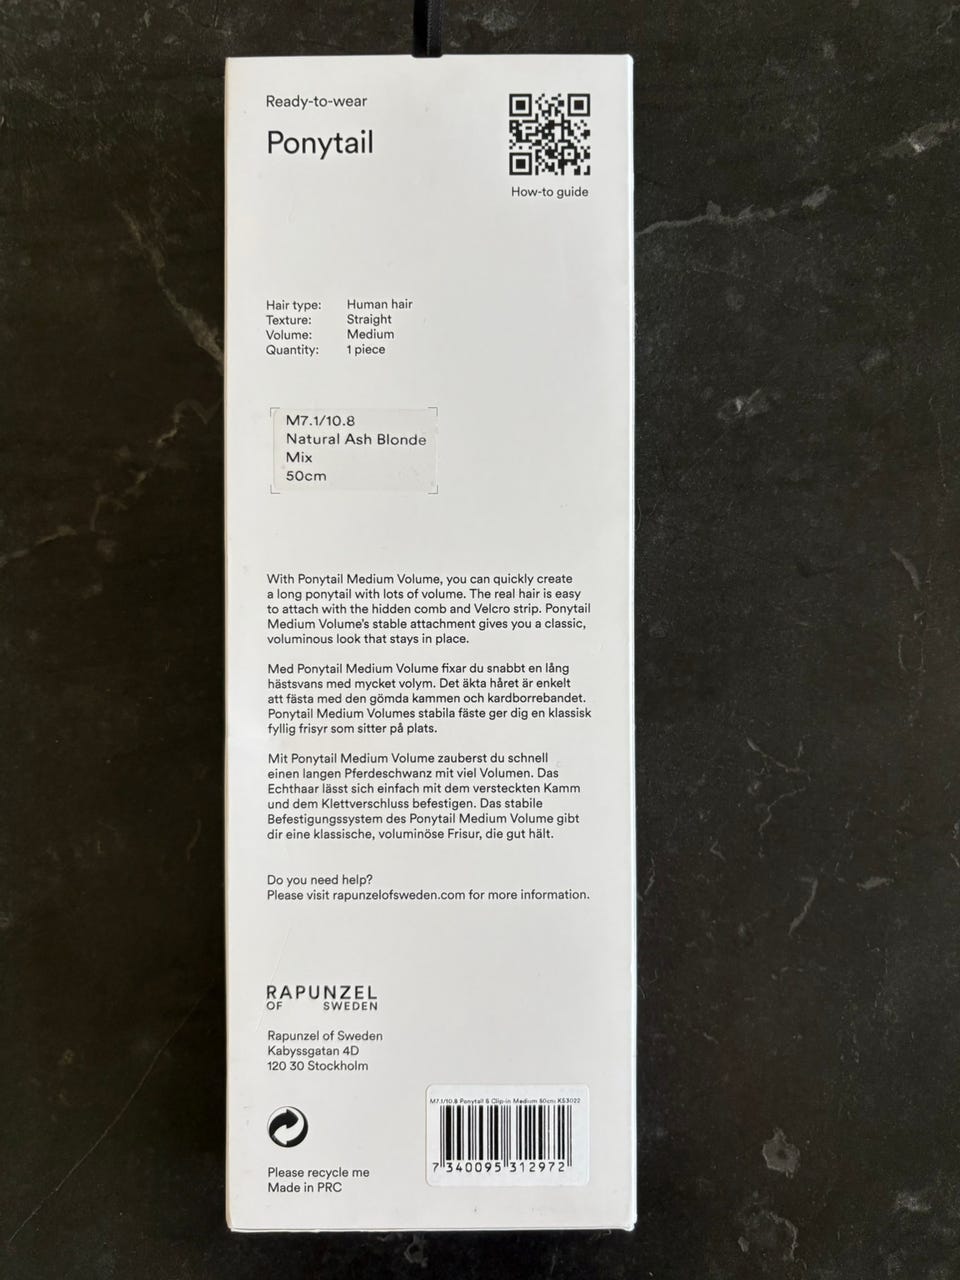 Ready-to-wear
Ponytail
How-to guide
Hair type: Human hair
Texture: Straight
Volume: Medium
Quantity: 1 piece
M7.1/10.8
Natural Ash Blonde
Mix
50cm
With Ponytail Medium Volume, you can quickly create
a long ponytail with lots of volume. The real hair is easy
to attach with the hidden comb and Velcro strip. Ponytail
Medium Volume's stable attachment gives you a classic,
voluminous look that stays in place.
Med Ponytail Medium Volume fixar du snabbt en lång
hästsvans med mycket volym. Det äkta håret är enkelt
att fästa med den gömda kammen och kardborrebandet.
Ponytail Medium Volumes stabila fäste ger dig en klassisk
fyllig frisyr som sitter på plats.
Mit Ponytail Medium Volume zauberst du schnell
einen langen Pferdeschwanz mit viel Volumen. Das
Echthaar lässt sich einfach mit dem versteckten Kamm
und dem Klettverschluss befestigen. Das stabile
Befestigungssystem des Ponytail Medium Volume gibt
dir eine klassische, voluminöse Frisur, die gut hält.
Do you need help?
Please visit rapunzelofsweden.com for more information.
RAPUNZEL
OF SWEDEN
Rapunzel of Sweden
Kabyssgatan 4D
120 30 Stockholm
M7.1/10.8 Ponytail & Clip-in Medium 50cm KS3022
7 340095 312972
Please recycle me
Made in PRC